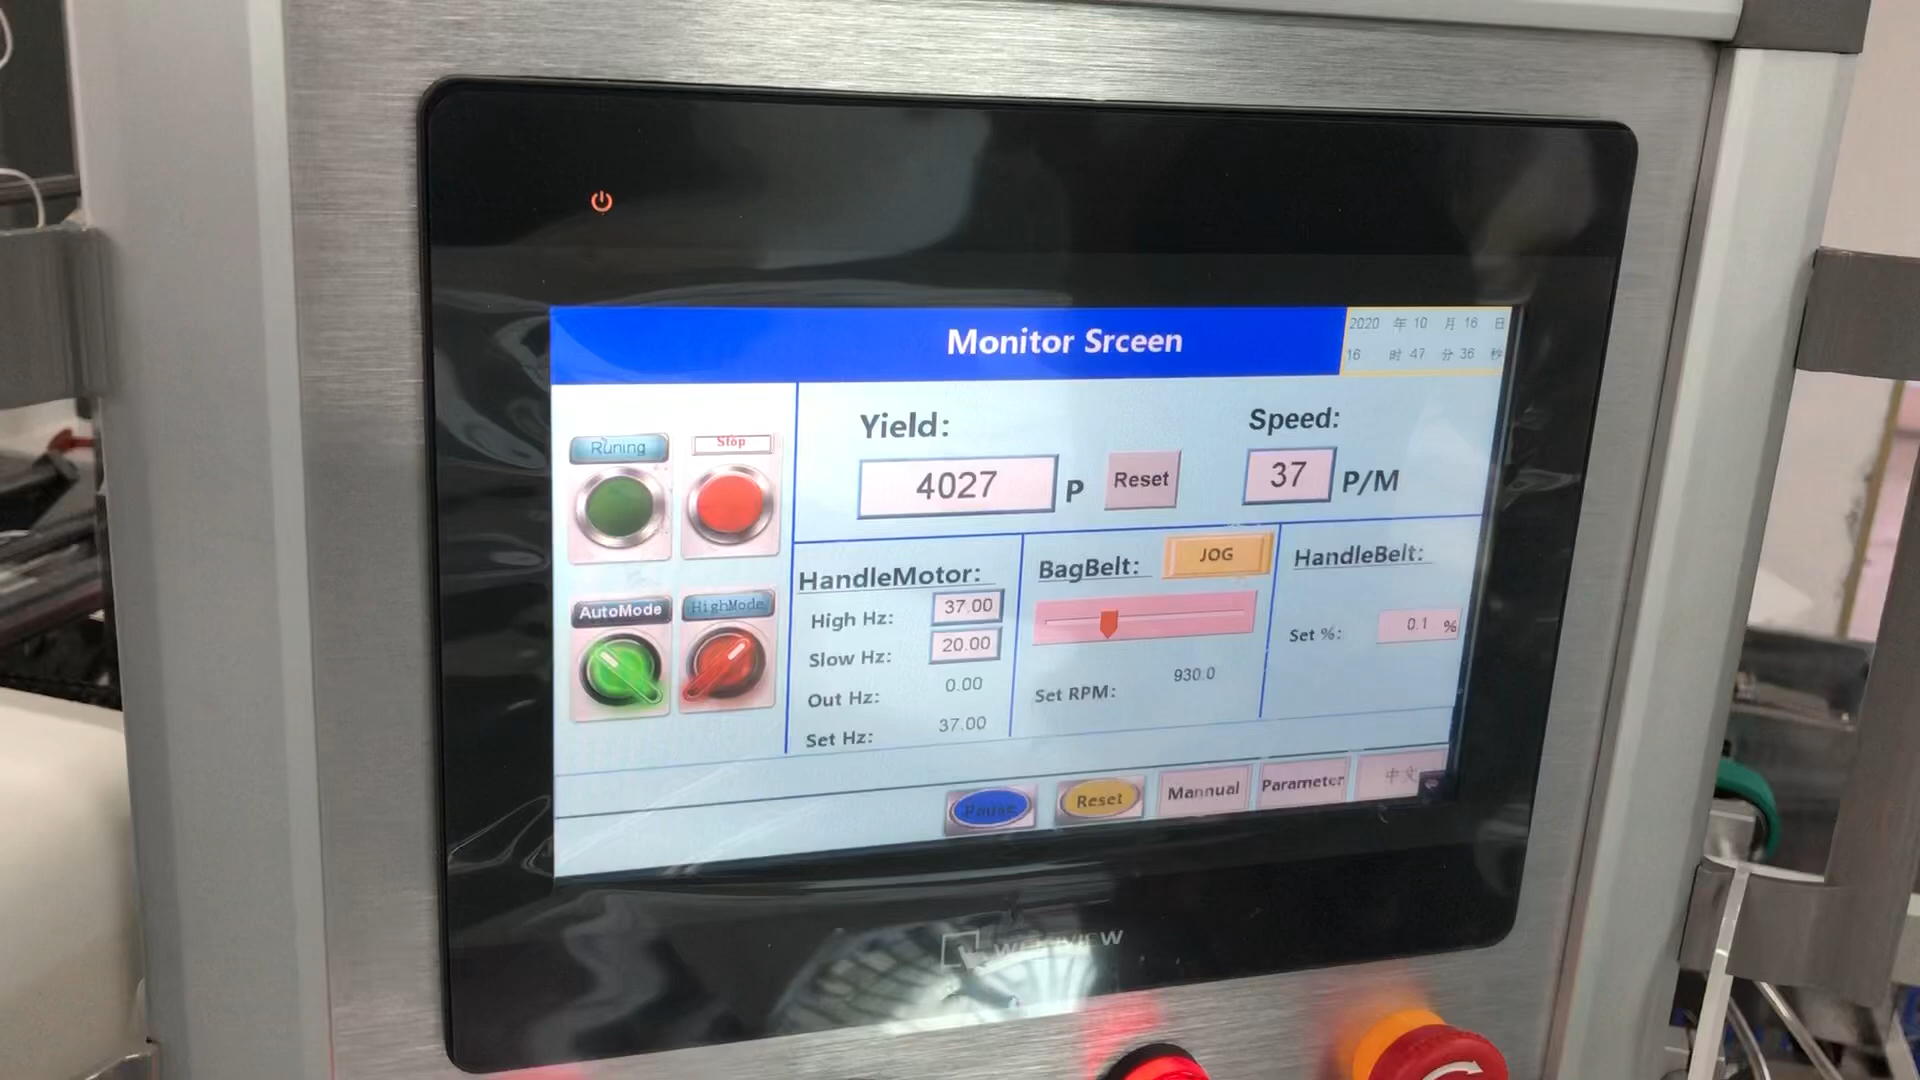 Monitor Srceen
2020 年 10 月 16 日
16 时 47 分 36 秒
Runing
Stop
AutoMode
HighMode
Yield:
4027 P
Reset
Speed:
37 P/M
HandleMotor:
High Hz: 37.00
Slow Hz: 20.00
Out Hz: 0.00
Set Hz: 37.00
BagBelt:
JOG
Set RPM: 930.0
HandleBelt:
Set %: 0.1 %
Pause
Reset
Mannual
Parameter
中文